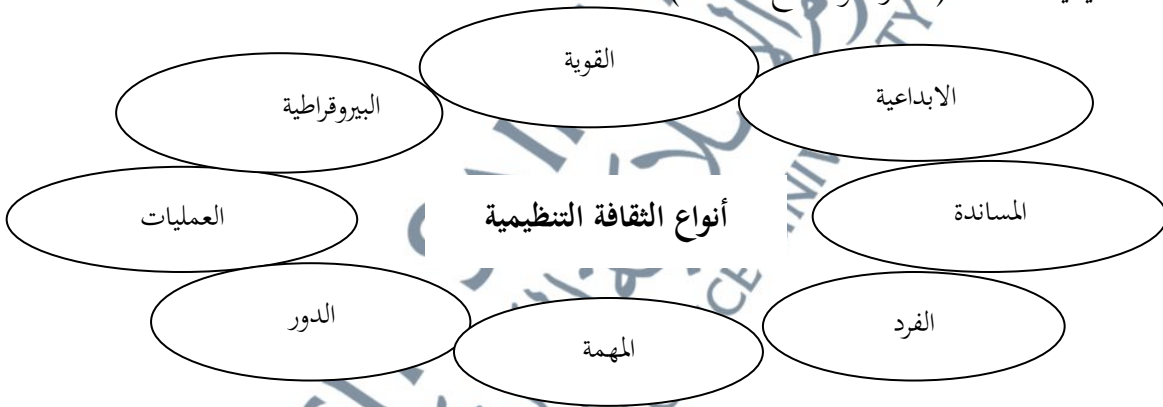 القوية
الابداعية
البيروقراطية
المساندة
أنواع الثقافة التنظيمية
العمليات
الفرد
الدور
المهمة